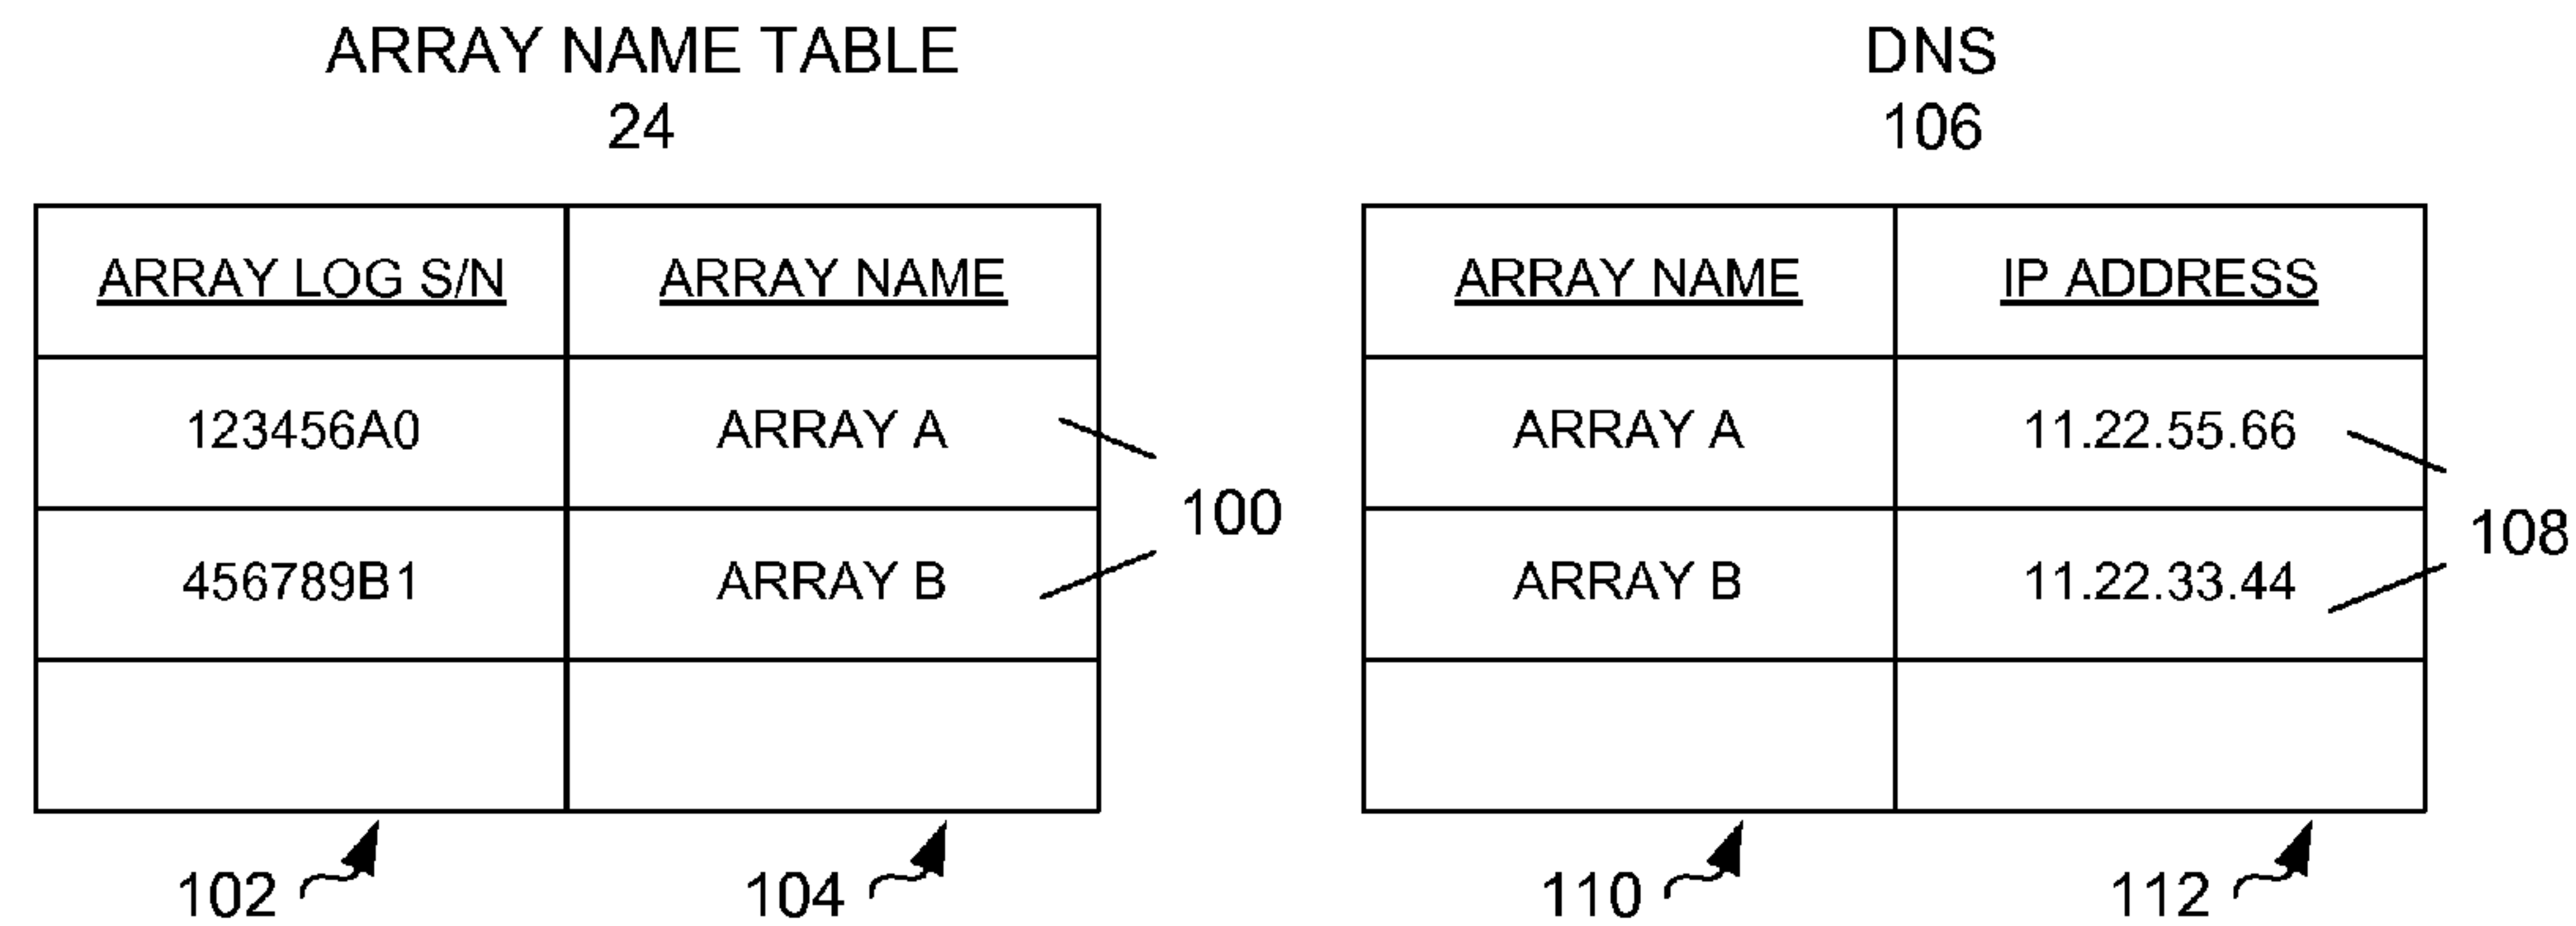 ARRAY NAME TABLE
24
ARRAY LOG S/N ARRAY NAME
123456A0 ARRAY A
456789B1 ARRAY B
100
102 104
DNS
106
ARRAY NAME IP ADDRESS
ARRAY A 11.22.55.66
ARRAY B 11.22.33.44
108
110 112